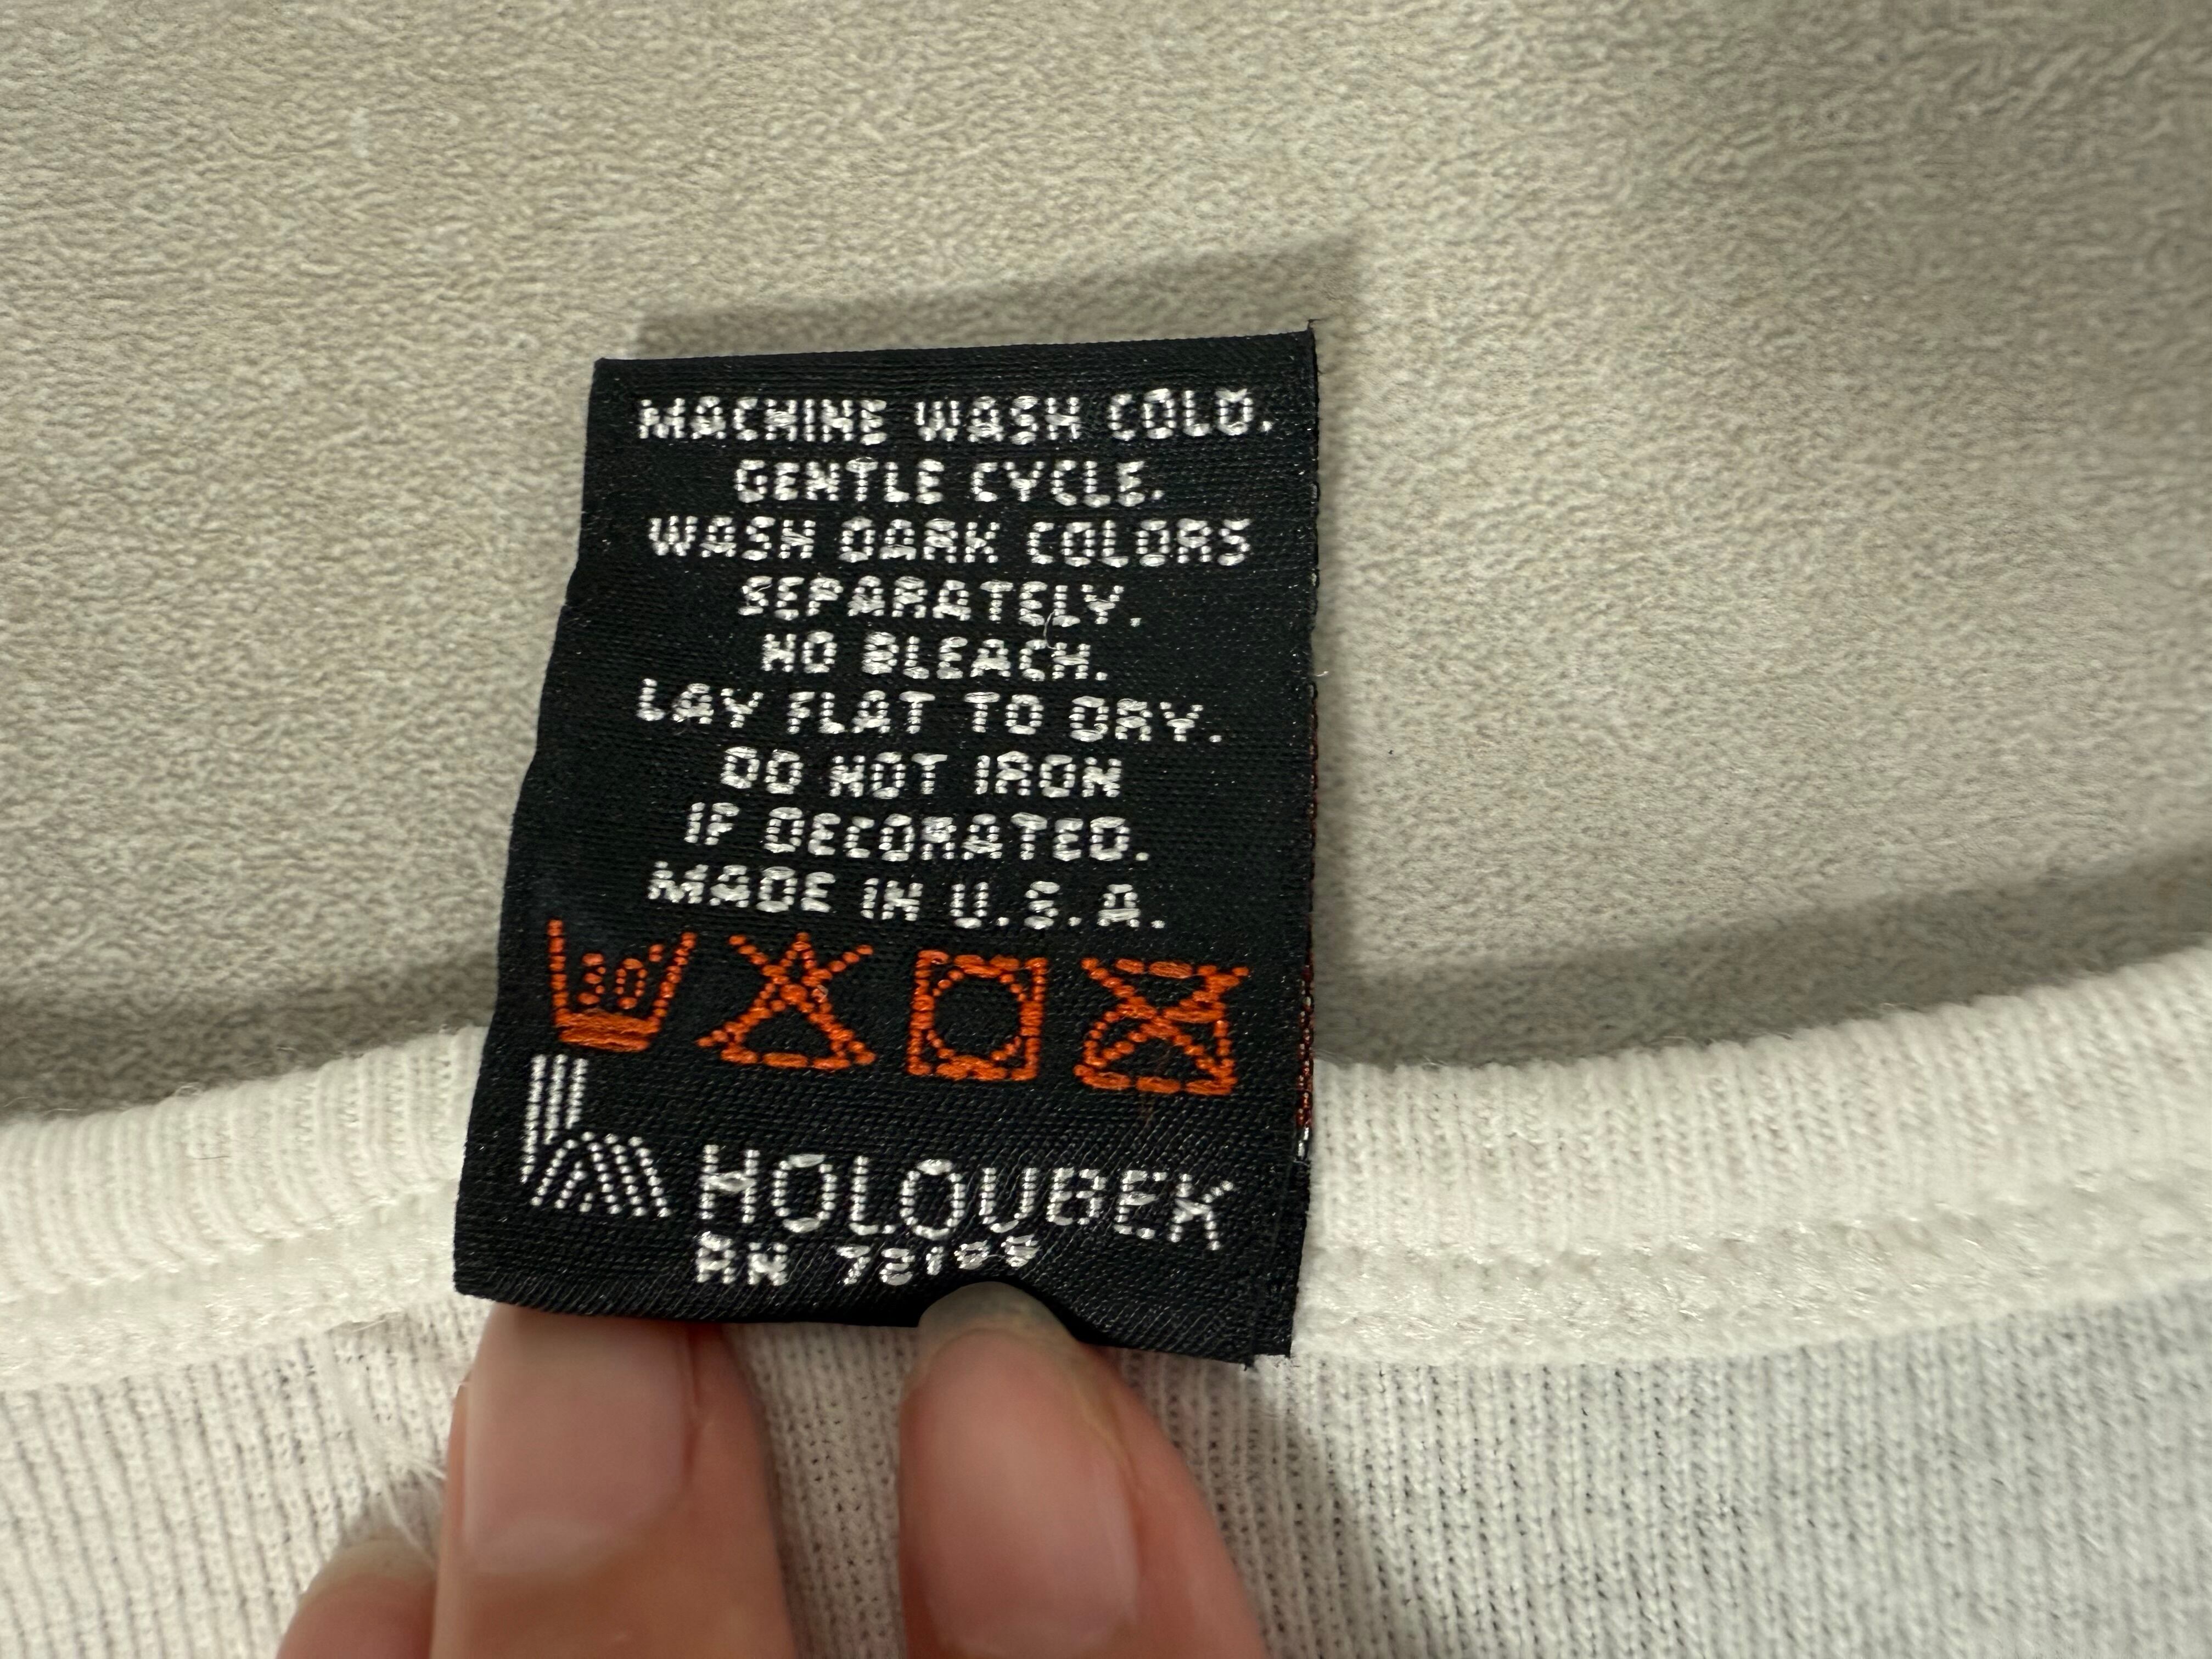 MACHINE WASH COLD.
GENTLE CYCLE.
WASH DARK COLORS
SEPARATELY.
NO BLEACH.
LAY FLAT TO DRY.
DO NOT IRON
IF DECORATED.
MADE IN U.S.A.
30°
HOLOUBEK
RN